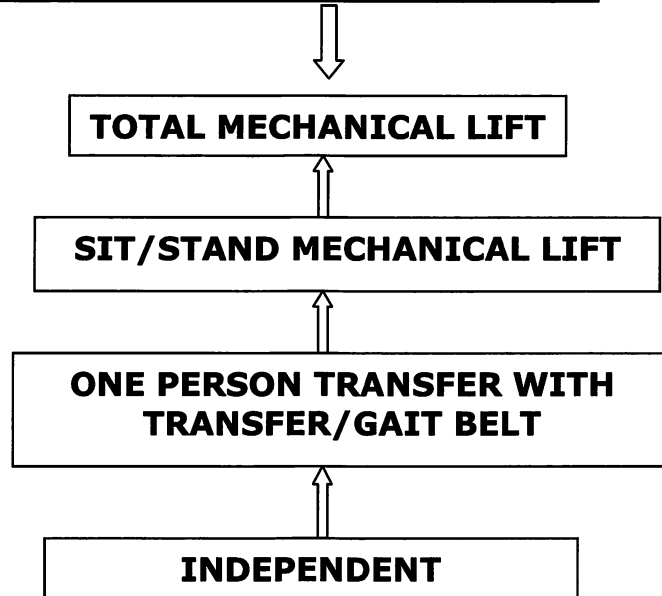 TOTAL MECHANICAL LIFT
SIT/STAND MECHANICAL LIFT
ONE PERSON TRANSFER WITH
TRANSFER/GAIT BELT
INDEPENDENT